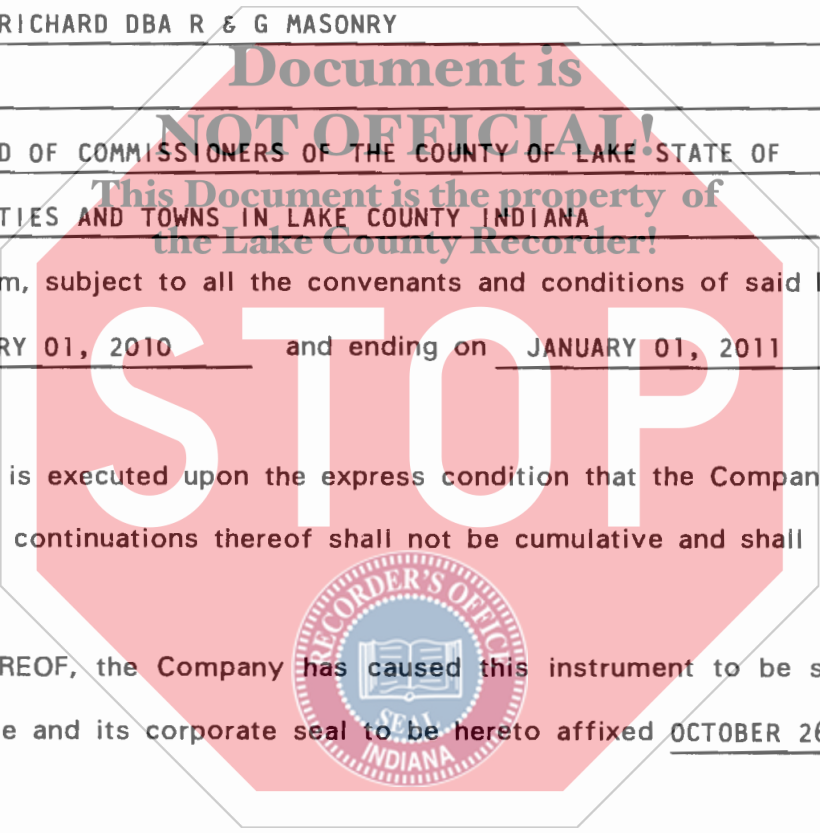 RICHARD DBA R & G MASONRY
Document is
NOT OFFICIAL!
D OF COMMISSIONERS OF THE COUNTY OF LAKE STATE OF
This Document is the property of
TIES AND TOWNS IN LAKE COUNTY INDIANA
the Lake County Recorder!
m, subject to all the convenants and conditions of said
RY 01, 2010 and ending on JANUARY 01, 2011
STOP
is executed upon the express condition that the Compan
continuations thereof shall not be cumulative and shall
RECORDER'S OFFICE
REOF, the Company has caused this instrument to be s
SEAL
e and its corporate seal to be hereto affixed OCTOBER 26
INDIANA